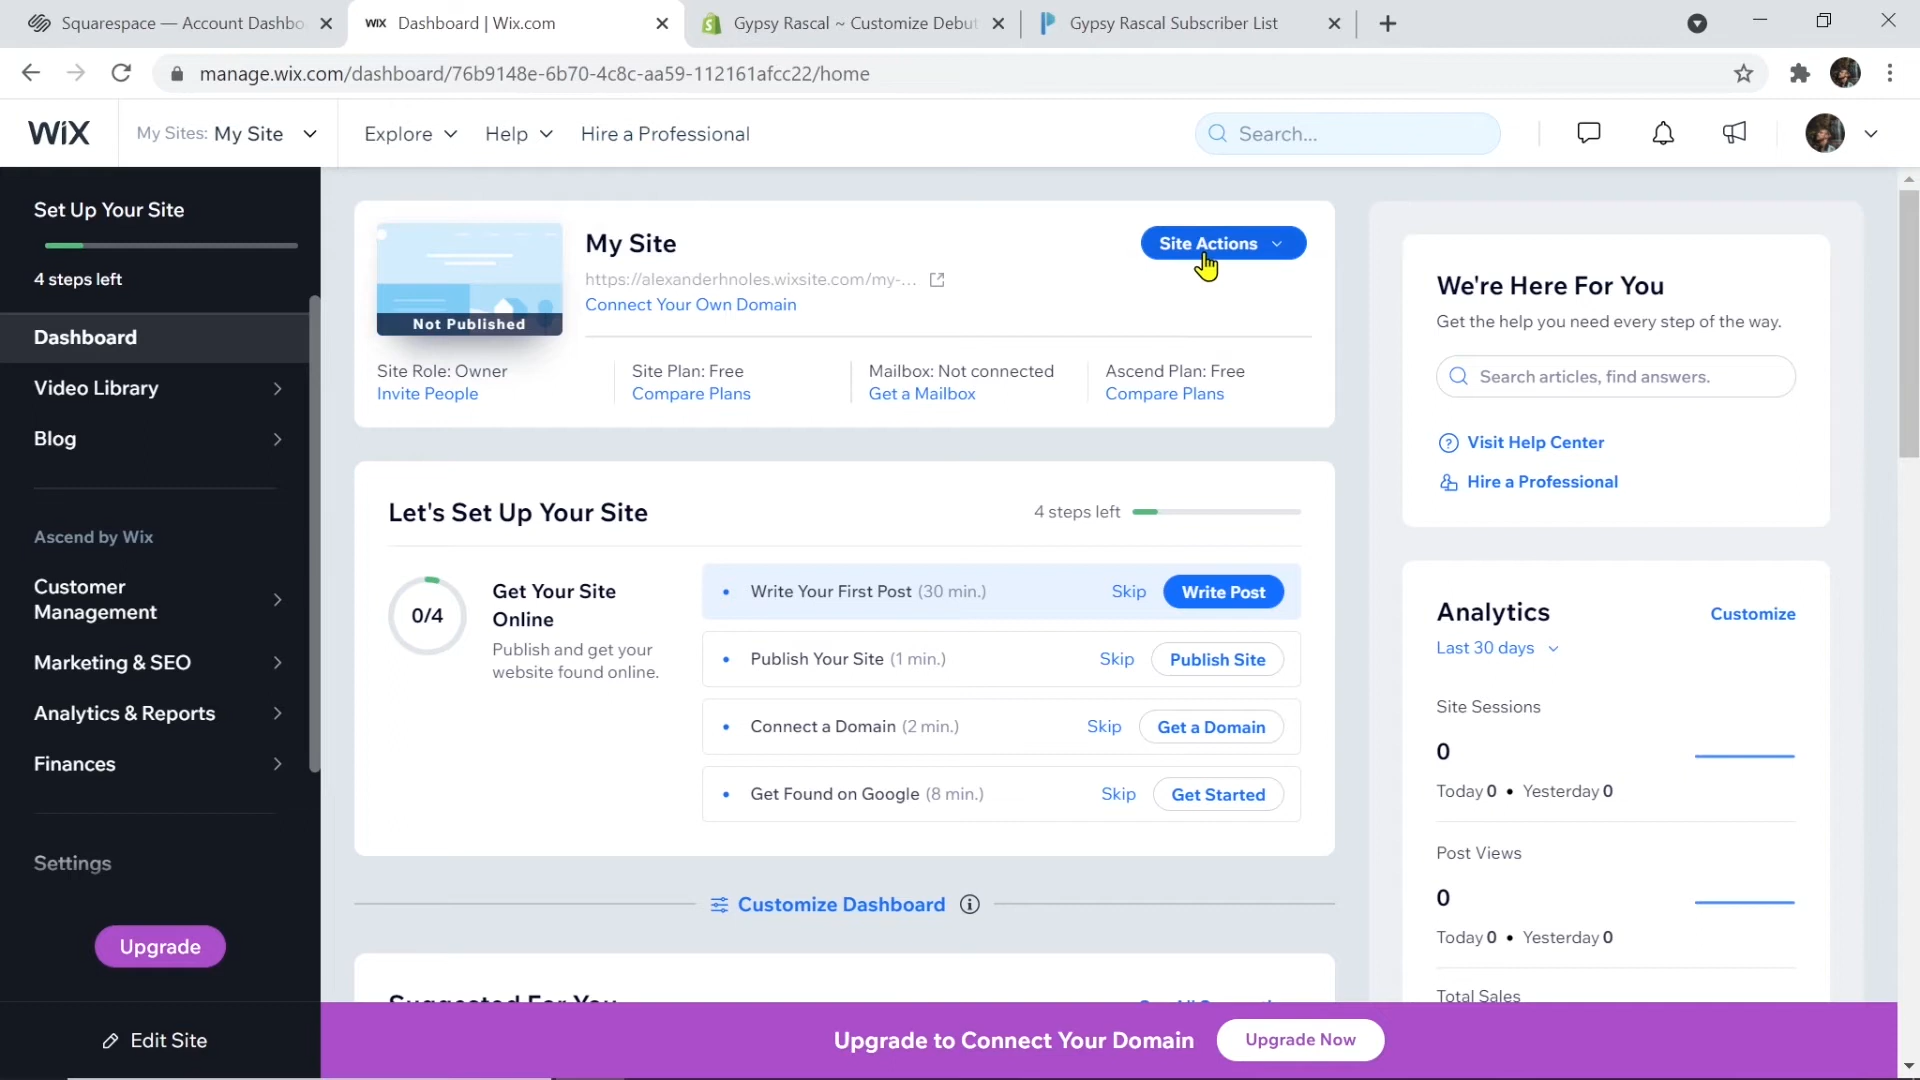 Squarespace — Account Dashbo
WIX Dashboard | Wix.com
Gypsy Rascal ~ Customize Debut
Gypsy Rascal Subscriber List
manage.wix.com/dashboard/76b9148e-6b70-4c8c-aa59-112161afcc22/home
WIX
My Sites: My Site
Explore
Help
Hire a Professional
Search...
Set Up Your Site
4 steps left
Dashboard
Video Library
Blog
Ascend by Wix
Customer
Management
Marketing & SEO
Analytics & Reports
Finances
Settings
Upgrade
Edit Site
Not Published
My Site
https://alexanderhnoles.wixsite.com/my-...
Connect Your Own Domain
Site Actions
Site Role: Owner
Invite People
Site Plan: Free
Compare Plans
Mailbox: Not connected
Get a Mailbox
Ascend Plan: Free
Compare Plans
Let's Set Up Your Site
4 steps left
0/4
Get Your Site
Online
Publish and get your
website found online.
Write Your First Post (30 min.)
Skip
Write Post
Publish Your Site (1 min.)
Skip
Publish Site
Connect a Domain (2 min.)
Skip
Get a Domain
Get Found on Google (8 min.)
Skip
Get Started
Customize Dashboard
Suggested For You
We're Here For You
Get the help you need every step of the way.
Search articles, find answers.
Visit Help Center
Hire a Professional
Analytics
Customize
Last 30 days
Site Sessions
0
Today 0 • Yesterday 0
Post Views
0
Today 0 • Yesterday 0
Total Sales
Upgrade to Connect Your Domain
Upgrade Now